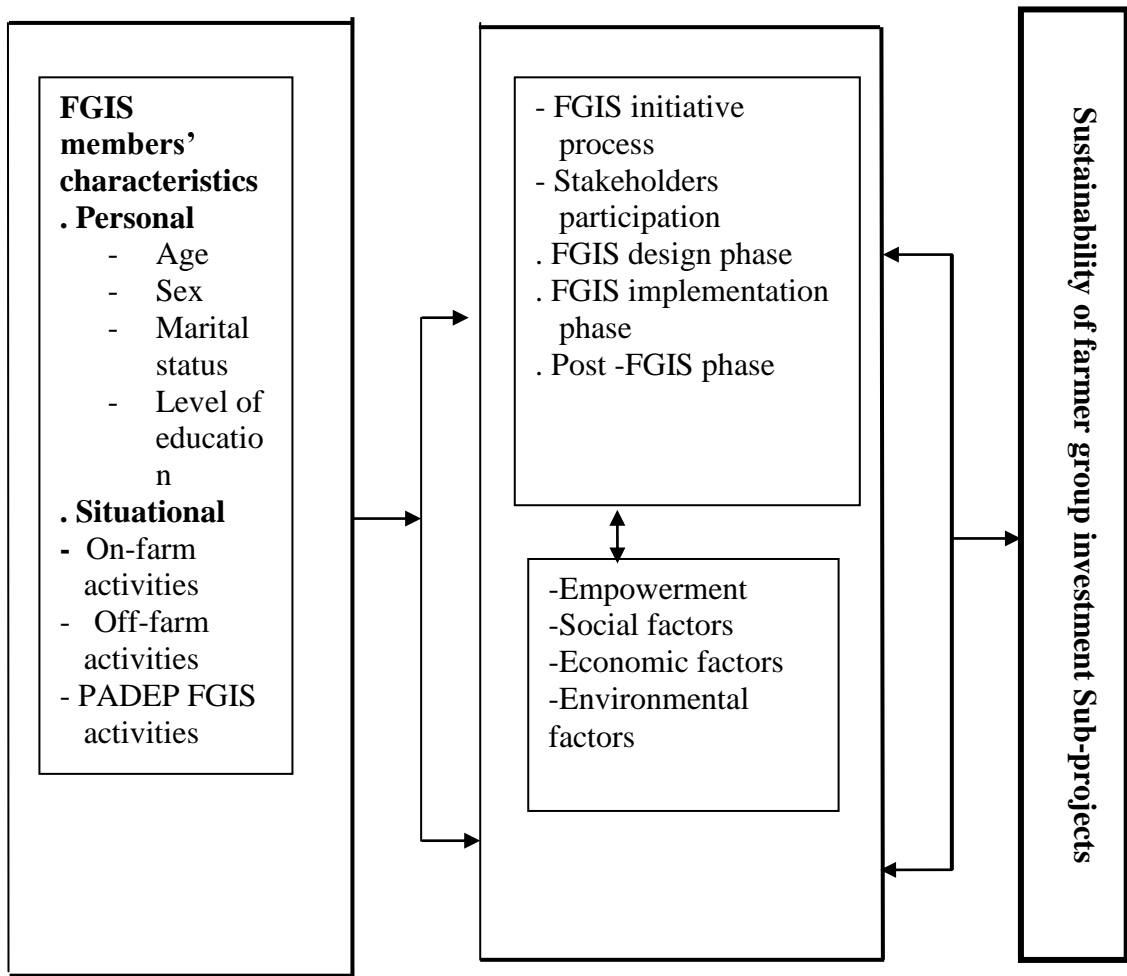 FGIS
members’
characteristics
. Personal
- Age
- Sex
- Marital
status
- Level of
educatio
n
. Situational
- On-farm
activities
- Off-farm
activities
- PADEP FGIS
activities
- FGIS initiative
process
- Stakeholders
participation
. FGIS design phase
. FGIS implementation
phase
. Post -FGIS phase
-Empowerment
-Social factors
-Economic factors
-Environmental
factors
Sustainability of farmer group investment Sub-projects